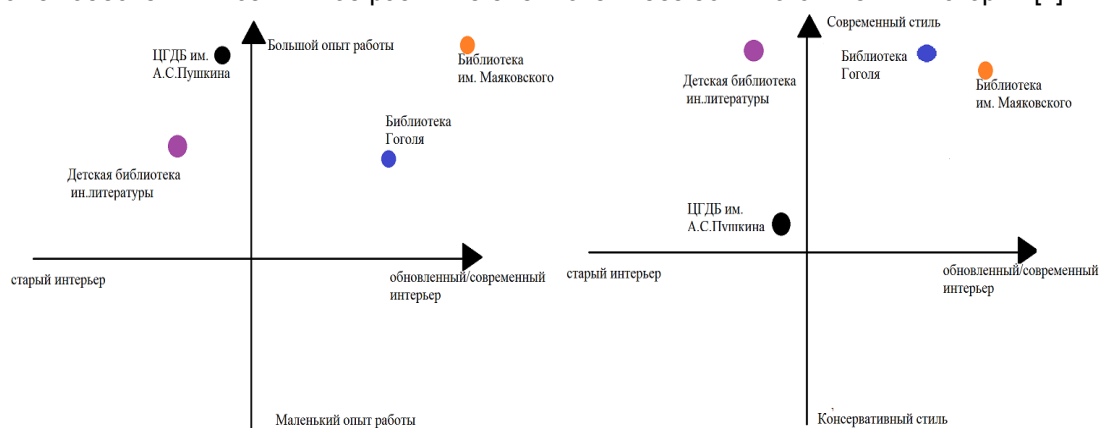 Большой опыт работы
ЦГДБ им.
А.С.Пушкина
Библиотека
им. Маяковского
Библиотека
Гоголя
Детская библиотека
ин.литературы
старый интерьер
обновленный/современный
интерьер
Маленький опыт работы
Современный стиль
Детская библиотека
ин.литературы
Библиотека
Гоголя
Библиотека
им. Маяковского
ЦГДБ им.
А.С.Пушкина
старый интерьер
обновленный/современный
интерьер
Консервативный стиль